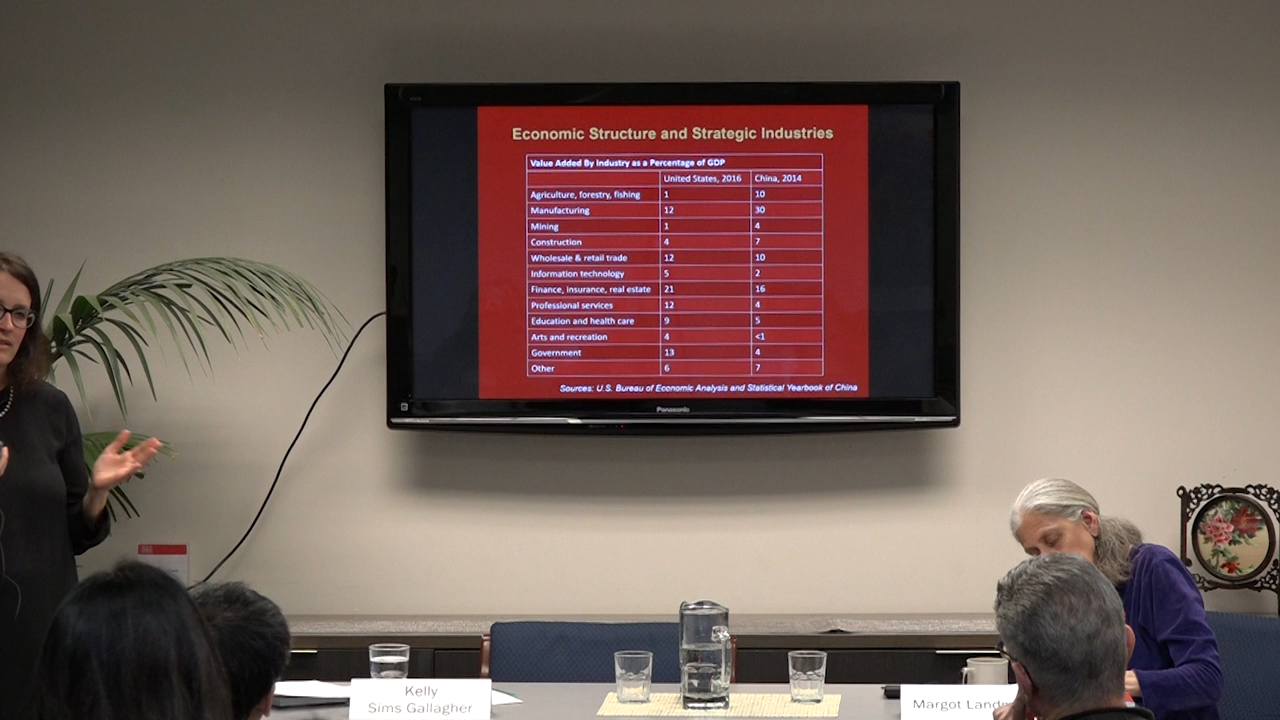 Economic Structure and Strategic Industries
Value Added By Industry as a Percentage of GDP
United States, 2016 China, 2014
Agriculture, forestry, fishing 1 10
Manufacturing 12 30
Mining 1 4
Construction 4 7
Wholesale & retail trade 12 10
Information technology 5 2
Finance, insurance, real estate 21 16
Professional services 12 4
Education and health care 9 5
Arts and recreation 4 <1
Government 13 4
Other 6 7
Sources: U.S. Bureau of Economic Analysis and Statistical Yearbook of China
Panasonic
Kelly
Sims Gallagher
Margot